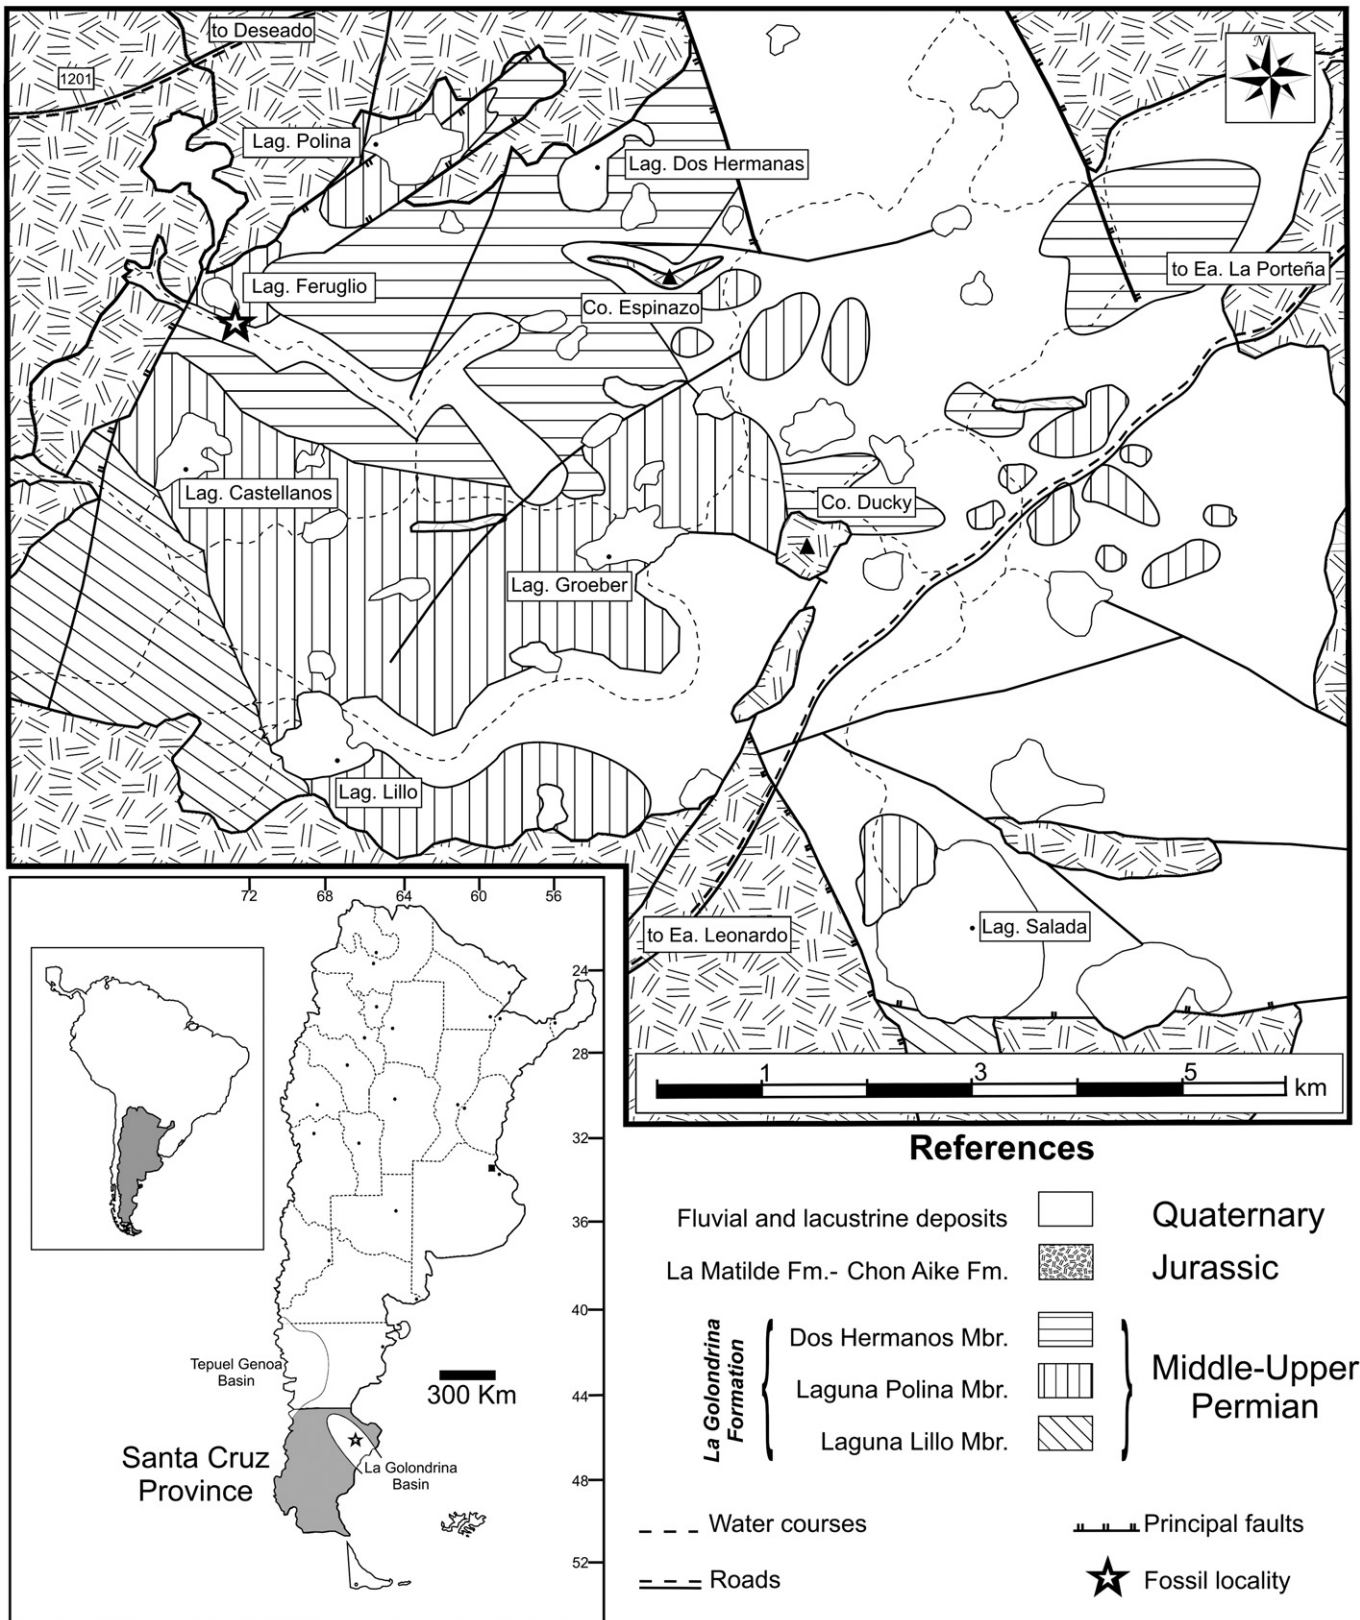 to Deseado
1201
N
Lag. Polina
Lag. Dos Hermanas
to Ea. La Porteña
Lag. Feruglio
Co. Espinazo
Lag. Castellanos
Co. Ducky
Lag. Groeber
Lag. Lillo
to Ea. Leonardo
Lag. Salada
1 3 5 km
72 68 64 60 56
24
28
32
36
40
44
48
52
Tepuel Genoa
Basin
300 Km
Santa Cruz
Province
La Golondrina
Basin
References
Fluvial and lacustrine deposits Quaternary
La Matilde Fm.- Chon Aike Fm. Jurassic
La Golondrina
Formation
Dos Hermanos Mbr.
Laguna Polina Mbr.
Laguna Lillo Mbr.
Middle-Upper
Permian
Water courses
Principal faults
Roads
Fossil locality